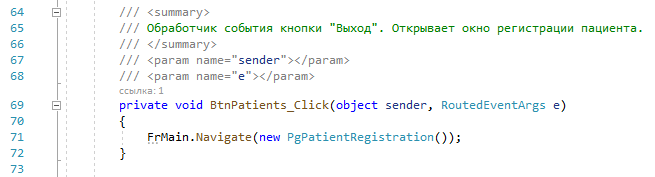 64 /// <summary>
65 /// Обработчик события кнопки "Выход". Открывает окно регистрации пациента.
66 /// </summary>
67 /// <param name="sender"></param>
68 /// <param name="e"></param>
ссылка: 1
69 private void BtnPatients_Click(object sender, RoutedEventArgs e)
70 {
71 FrMain.Navigate(new PgPatientRegistration());
72 }
73